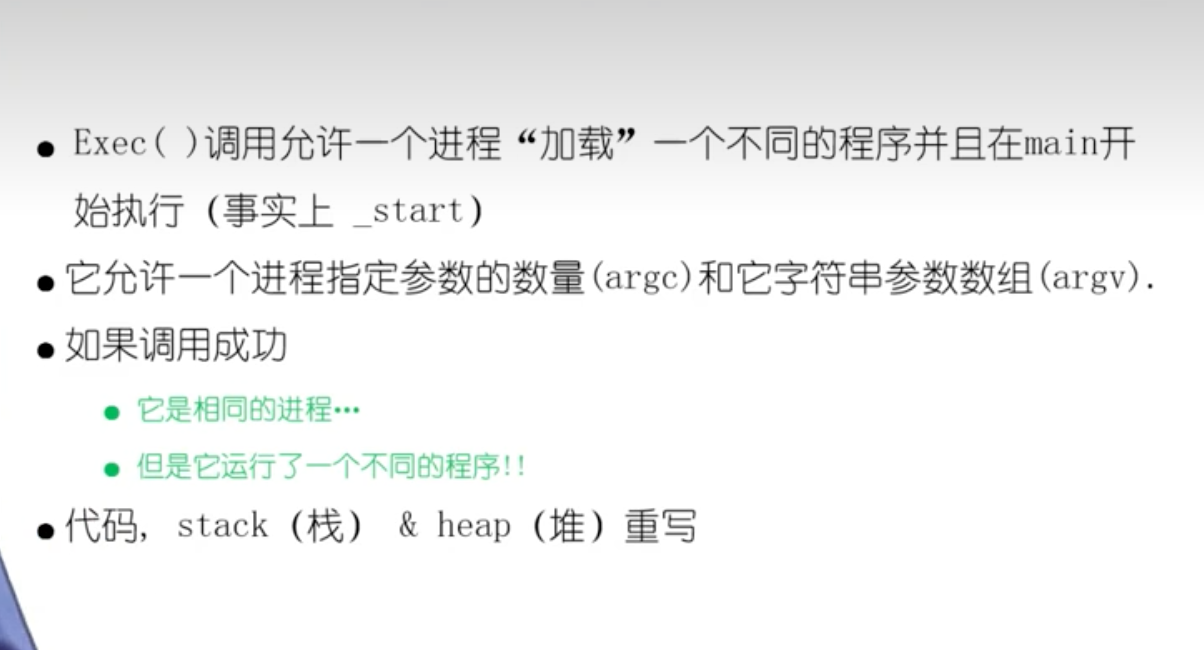 ● Exec( )调用允许一个进程“加载”一个不同的程序并且在main开
始执行（事实上 _start）
● 它允许一个进程指定参数的数量(argc)和它字符串参数数组(argv).
● 如果调用成功
● 它是相同的进程…
● 但是它运行了一个不同的程序!!
● 代码, stack（栈） & heap（堆）重写